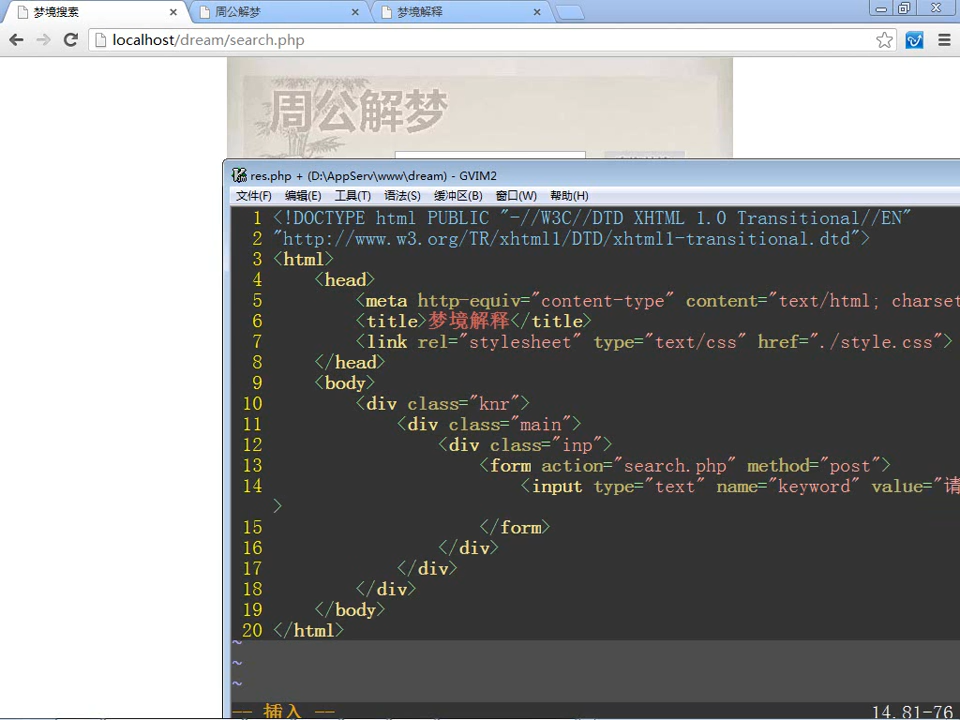 梦境搜索 周公解梦 梦境解释
localhost/dream/search.php
周公解梦
res.php + (D:\AppServ\www\dream) - GVIM2
文件(F) 编辑(E) 工具(T) 语法(S) 缓冲区(B) 窗口(W) 帮助(H)
1 <!DOCTYPE html PUBLIC "-//W3C//DTD XHTML 1.0 Transitional//EN"
2 "http://www.w3.org/TR/xhtml1/DTD/xhtml1-transitional.dtd">
3 <html>
4 <head>
5 <meta http-equiv="content-type" content="text/html; charset
6 <title>梦境解释</title>
7 <link rel="stylesheet" type="text/css" href="./style.css">
8 </head>
9 <body>
10 <div class="knr">
11 <div class="main">
12 <div class="inp">
13 <form action="search.php" method="post">
14 <input type="text" name="keyword" value="请
>
15 </form>
16 </div>
17 </div>
18 </div>
19 </body>
20 </html>
~
~
~
-- 插入 -- 14,81-76